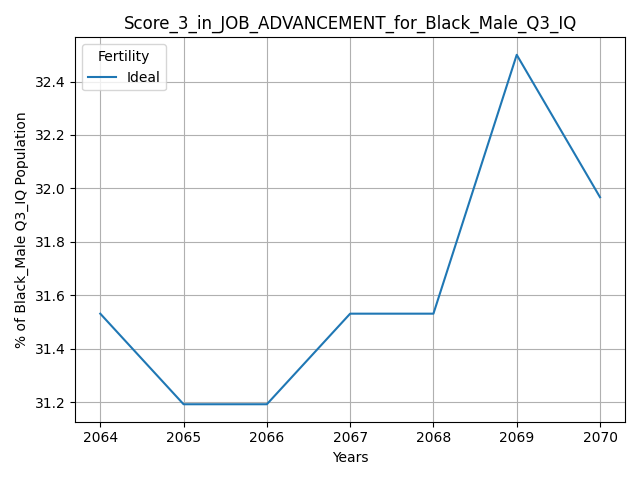 Score_3_in_JOB_ADVANCEMENT_for_Black_Male_Q3_IQ
Fertility
Ideal
% of Black_Male Q3_IQ Population
32.4
32.2
32.0
31.8
31.6
31.4
31.2
2064 2065 2066 2067 2068 2069 2070
Years